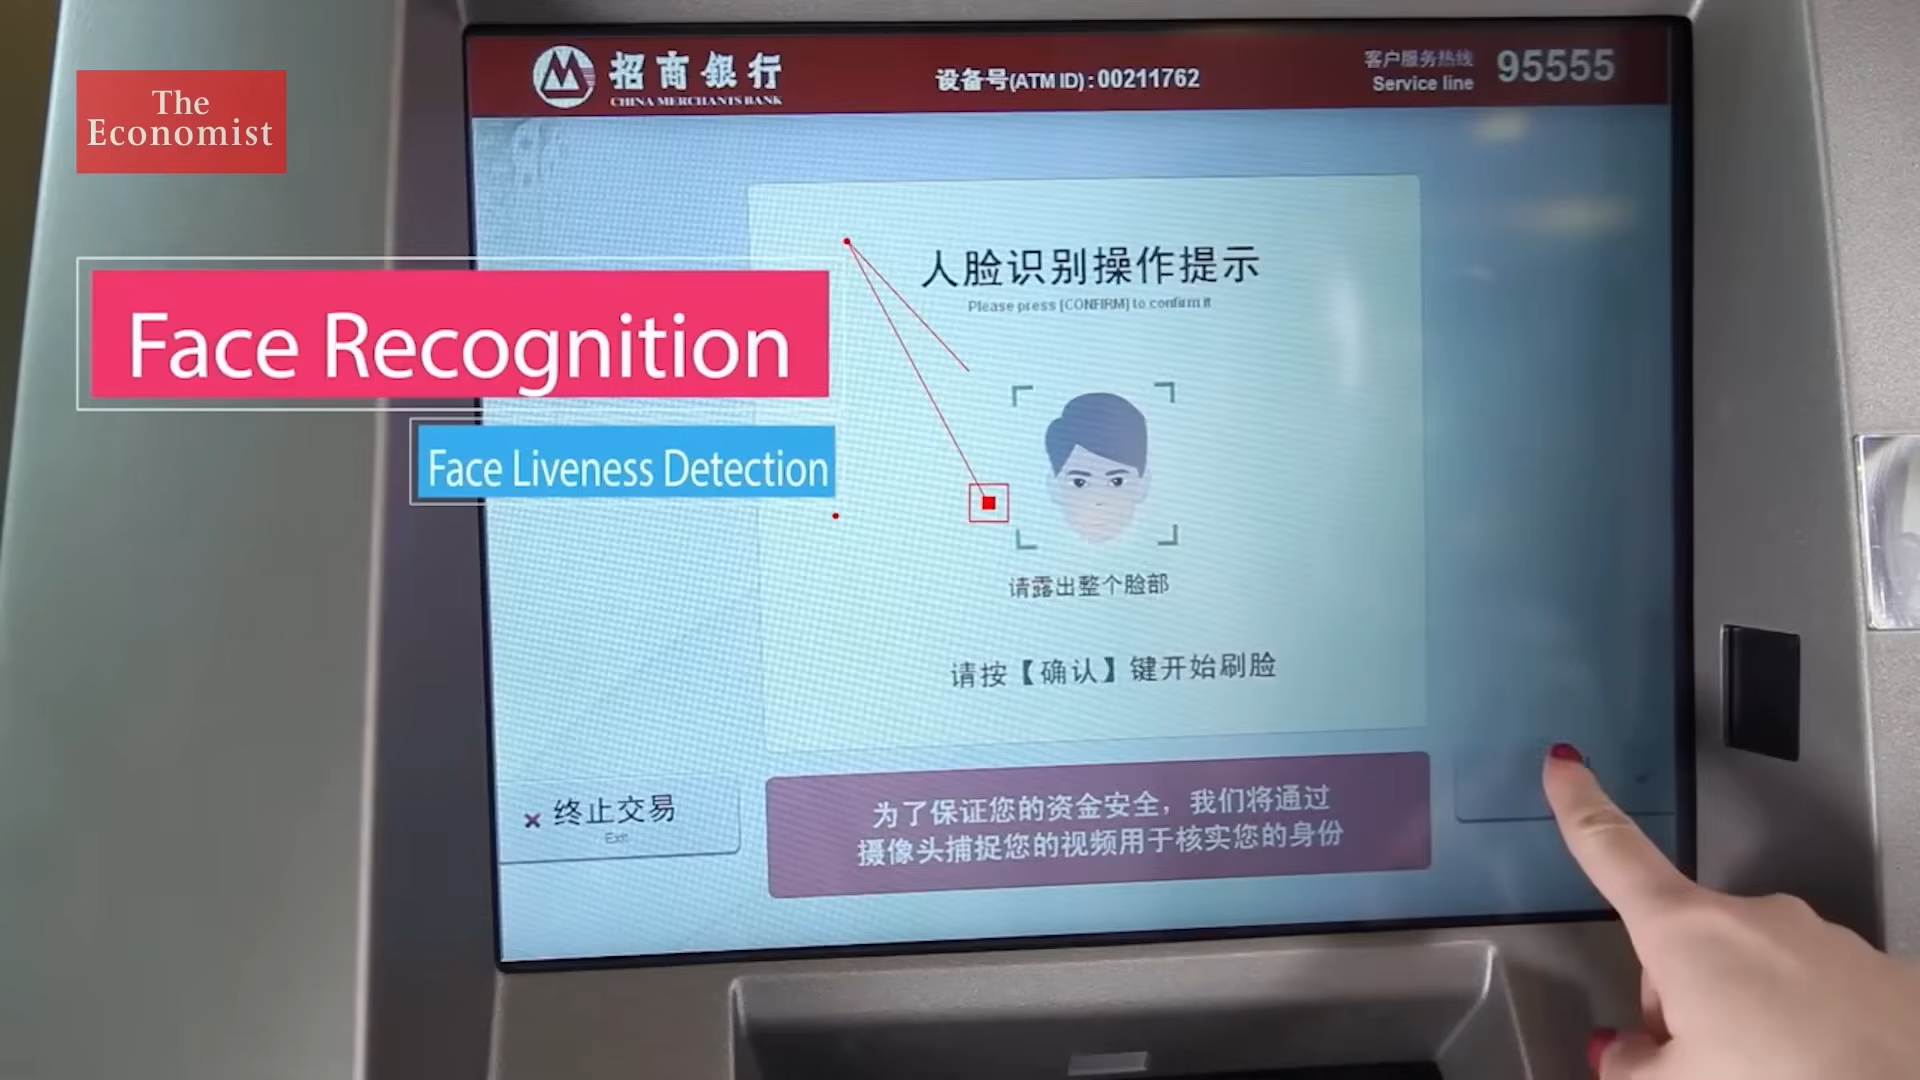 The
Economist
招商銀行
CHINA MERCHANTS BANK
设备号(ATM ID):00211762
客户服务热线
Service line
95555
人脸识别操作提示
Please press [CONFIRM] to confirm it
Face Recognition
Face Liveness Detection
请露出整个脸部
请按【确认】键开始刷脸
× 终止交易
Exit
为了保证您的资金安全，我们将通过
摄像头捕捉您的视频用于核实您的身份